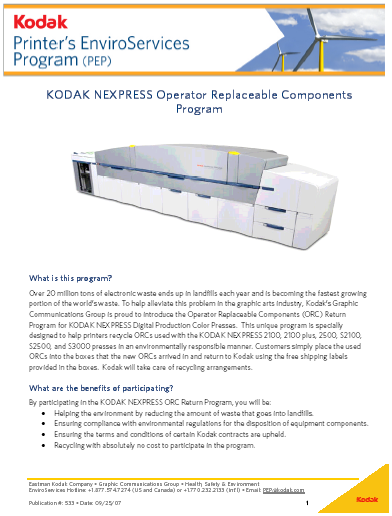 Kodak
Printer's EnviroServices
Program (PEP)
KODAK NEXPRESS Operator Replaceable Components
Program
What is this program?
Over 20 million tons of electronic waste ends up in landfills each year and is becoming the fastest growing
portion of the world's waste. To help alleviate this problem in the graphic arts industry, Kodak's Graphic
Communications Group is proud to introduce the Operator Replaceable Components (ORC) Return
Program for KODAK NEXPRESS Digital Production Color Presses. This unique program is specially
designed to help printers recycle ORCs used with the KODAK NEXPRESS 2100, 2100 plus, 2500, S2100,
S2500, and S3000 presses in an environmentally responsible manner. Customers simply place the used
ORCs into the boxes that the new ORCs arrived in and return to Kodak using the free shipping labels
provided in the boxes. Kodak will take care of recycling arrangements.
What are the benefits of participating?
By participating in the KODAK NEXPRESS ORC Return Program, you will be:
• Helping the environment by reducing the amount of waste that goes into landfills.
• Ensuring compliance with environmental regulations for the disposition of equipment components.
• Ensuring the terms and conditions of certain Kodak contracts are upheld.
• Recycling with absolutely no cost to participate in the program.
Eastman Kodak Company • Graphic Communications Group • Health Safety & Environment
EnviroServices Hotline: +1.877.574.7274 (US and Canada) or +1.770.232.2133 (Int'l) • Email: PEP@kodak.com
Publication #: 533 • Date: 09/25/07 1
Kodak